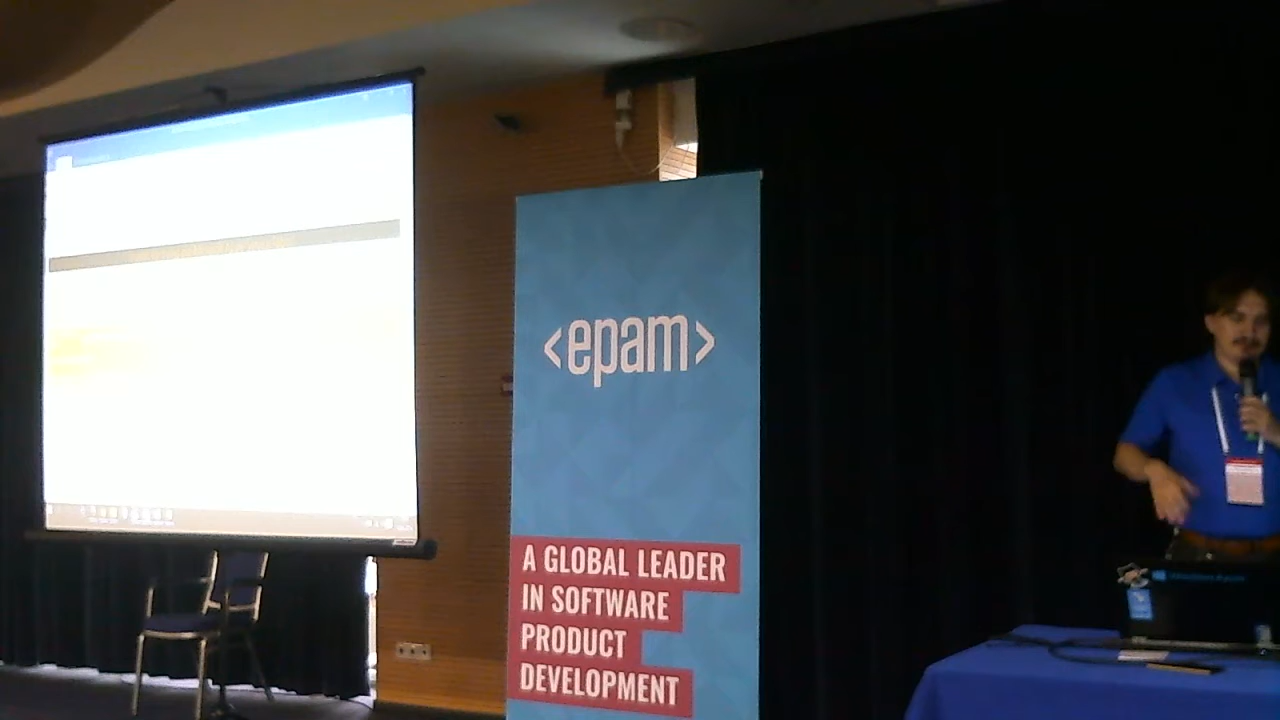 <epam>
A GLOBAL LEADER
IN SOFTWARE
PRODUCT
DEVELOPMENT